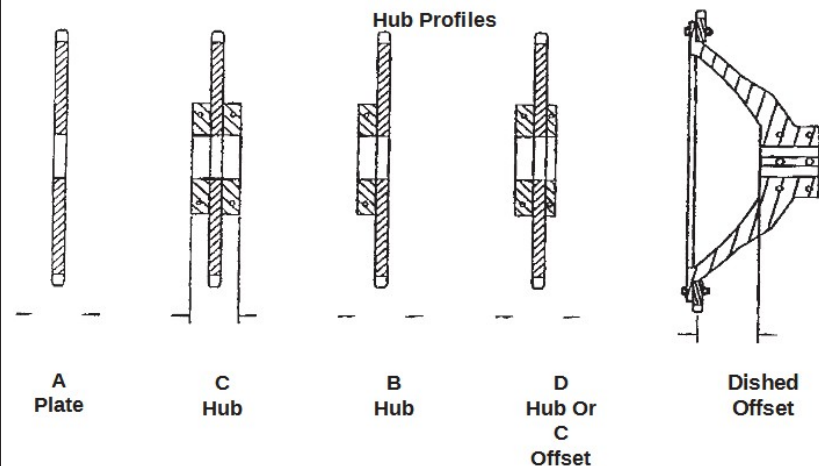 Hub Profiles
A
Plate
C
Hub
B
Hub
D
Hub Or
C
Offset
Dished
Offset